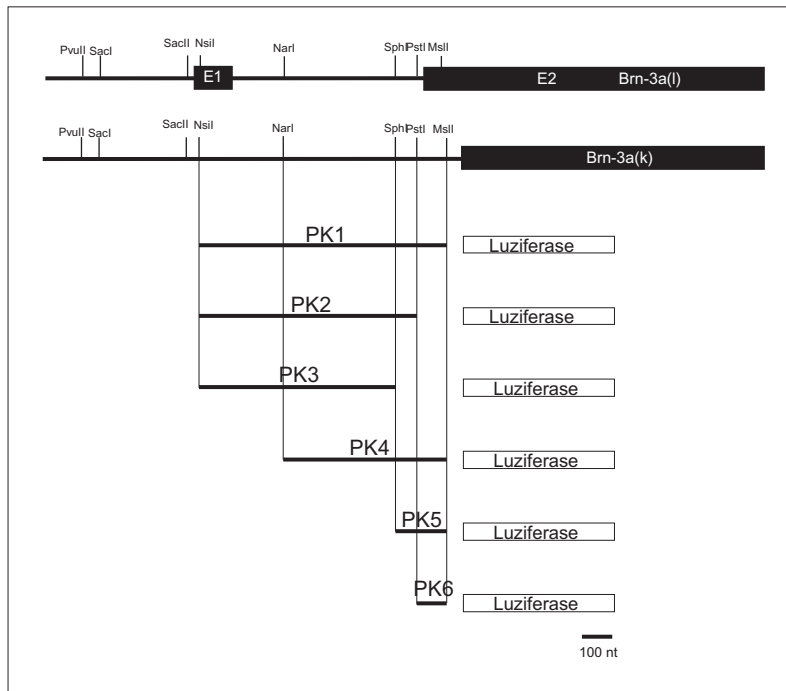 PvuII SacI SacII NsiI NarI SphI PstI MslI
E1 E2 Brn-3a(l)
PvuII SacI SacII NsiI NarI SphI PstI MslI
Brn-3a(k)
PK1 Luziferase
PK2 Luziferase
PK3 Luziferase
PK4 Luziferase
PK5 Luziferase
PK6 Luziferase
100 nt